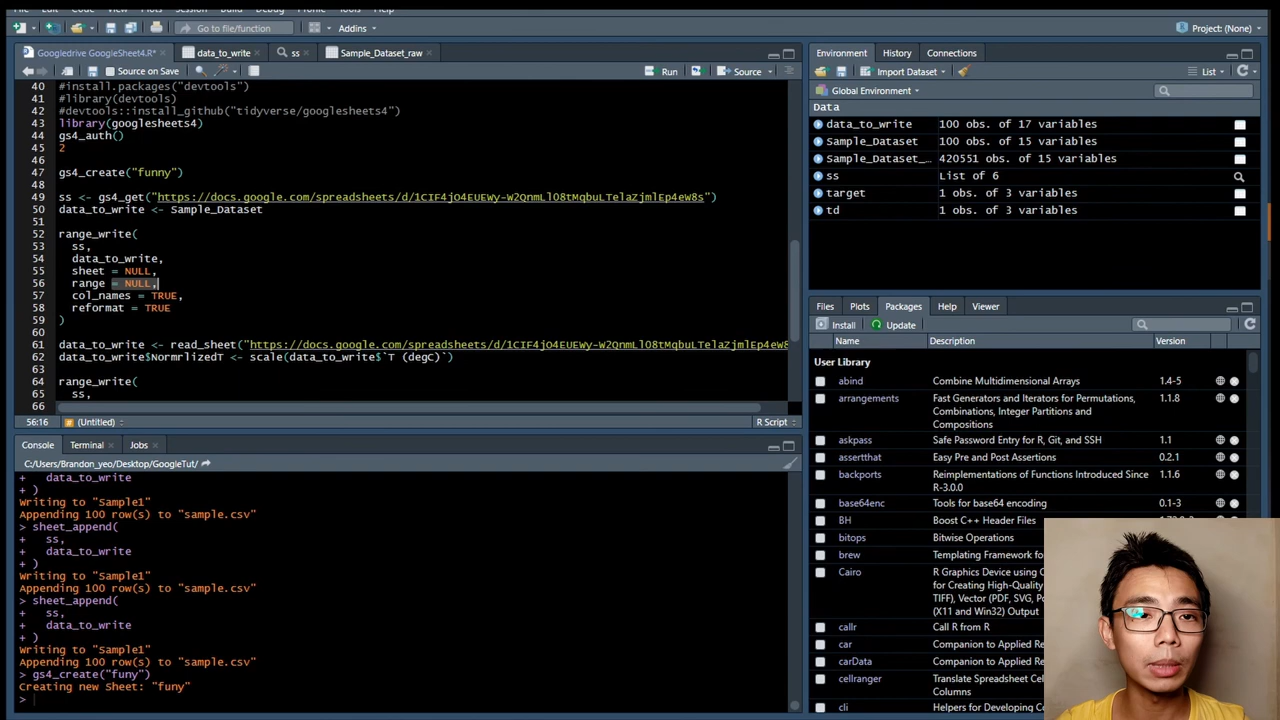 File Edit Code View Plots Session Build Debug Profile Tools Help
Go to file/function
Addins
Project: (None)
Googledrive GoogleSheet4.R*
data_to_write
ss
Sample_Dataset_raw
Source on Save
Run
Source
40 #install.packages("devtools")
41 #library(devtools)
42 #devtools::install_github("tidyverse/googlesheets4")
43 library(googlesheets4)
44 gs4_auth()
45 2
46
47 gs4_create("funny")
48
49 ss <- gs4_get("https://docs.google.com/spreadsheets/d/1CIF4jO4EUEWy-W2QnmLlO8tMqbuLTelaZjmlEp4eW8s")
50 data_to_write <- Sample_Dataset
51
52 range_write(
53 ss,
54 data_to_write,
55 sheet = NULL,
56 range = NULL,
57 col_names = TRUE,
58 reformat = TRUE
59 )
60
61 data_to_write <- read_sheet("https://docs.google.com/spreadsheets/d/1CIF4jO4EUEWy-W2QnmLlO8tMqbuLTelaZjmlEp4eW8
62 data_to_write$NormrlizedT <- scale(data_to_write$`T (degC)`)
63
64 range_write(
65 ss,
66
56:16
(Untitled)
R Script
Console
Terminal
Jobs
C:/Users/Brandon_yeo/Desktop/GoogleTut/
+ data_to_write
+ )
Writing to "Sample1"
Appending 100 row(s) to "sample.csv"
> sheet_append(
+ ss,
+ data_to_write
+ )
Writing to "Sample1"
Appending 100 row(s) to "sample.csv"
> sheet_append(
+ ss,
+ data_to_write
+ )
Writing to "Sample1"
Appending 100 row(s) to "sample.csv"
> gs4_create("funy")
Creating new Sheet: "funy"
>
Environment
History
Connections
Import Dataset
List
Global Environment
Data
data_to_write 100 obs. of 17 variables
Sample_Dataset 100 obs. of 15 variables
Sample_Dataset_… 420551 obs. of 15 variables
ss List of 6
target 1 obs. of 3 variables
td 1 obs. of 3 variables
Files
Plots
Packages
Help
Viewer
Install
Update
Name Description Version
User Library
abind Combine Multidimensional Arrays 1.4-5
arrangements Fast Generators and Iterators for Permutations, 1.1.8
Combinations, Integer Partitions and
Compositions
askpass Safe Password Entry for R, Git, and SSH 1.1
assertthat Easy Pre and Post Assertions 0.2.1
backports Reimplementations of Functions Introduced Since 1.1.6
R-3.0.0
base64enc Tools for base64 encoding 0.1-3
BH Boost C++ Header Files
bitops Bitwise Operations
brew Templating Framework for
Cairo R Graphics Device using C
for Creating High-Quality
TIFF), Vector (PDF, SVG, Po
(X11 and Win32) Output
callr Call R from R
car Companion to Applied Re
carData Companion to Applied Re
cellranger Translate Spreadsheet Cel
Columns
cli Helpers for Developing Co